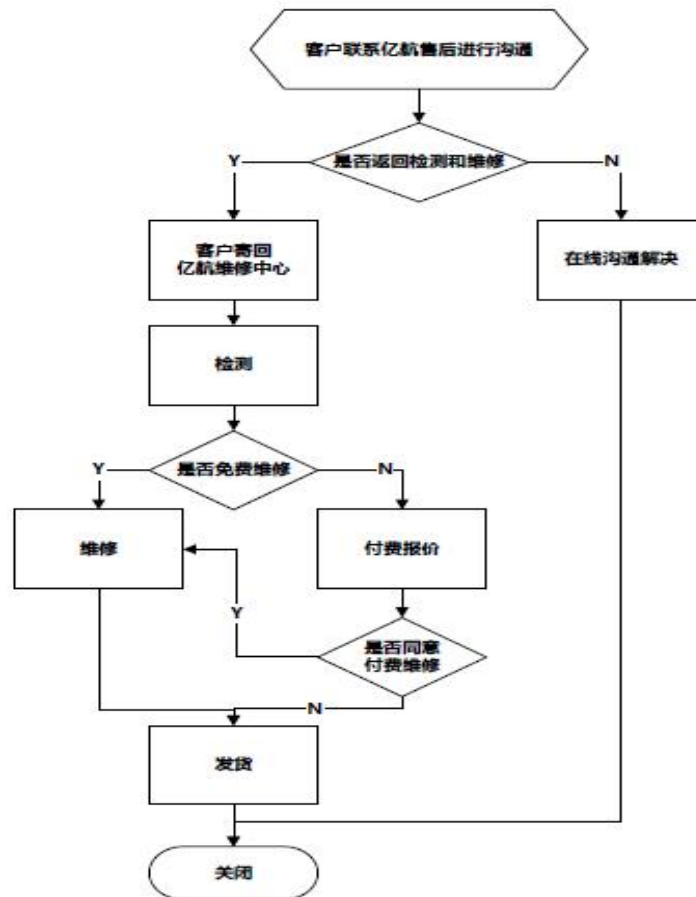 客户联系亿航售后进行沟通
是否返回检测和维修
Y
N
客户寄回
亿航维修中心
在线沟通解决
检测
是否免费维修
Y
N
维修
付费报价
Y
是否同意
付费维修
N
发货
关闭